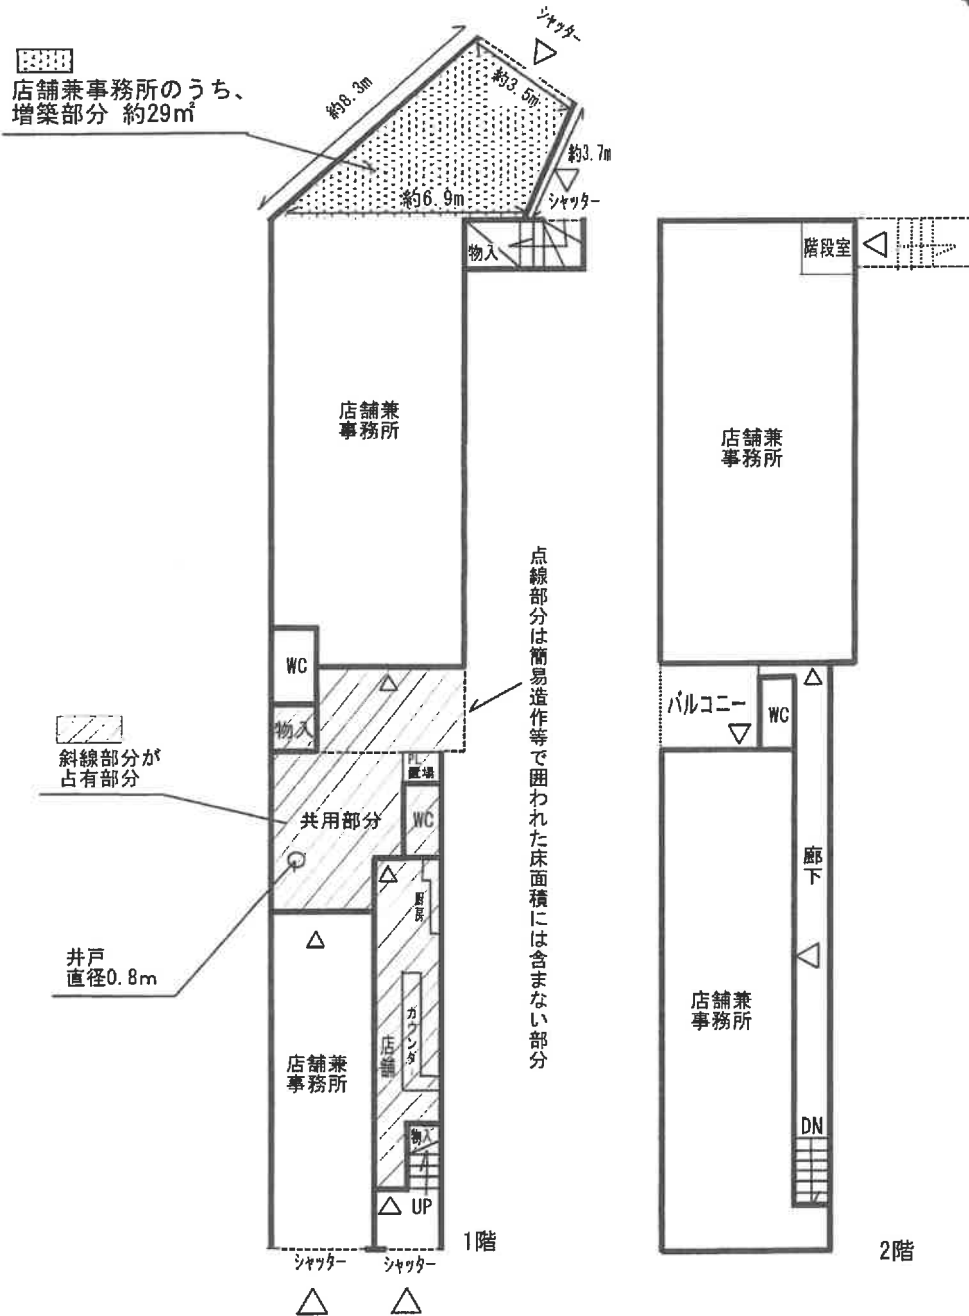 シャッター
店舗兼事務所のうち、
増築部分 約29㎡
約8.3m
約3.5m
約3.7m
シャッター
約6.9m
物入
階段室
店舗兼
事務所
店舗兼
事務所
点線部分は簡易造作等で囲われた床面積には含まない部分
WC
物入
バルコニー
WC
斜線部分が
占有部分
PL
置場
共用部分
WC
厨房
廊下
井戸
直径0.8m
カウンター
店舗
店舗兼
事務所
店舗兼
事務所
物入
DN
UP
1階
2階
シャッター
シャッター